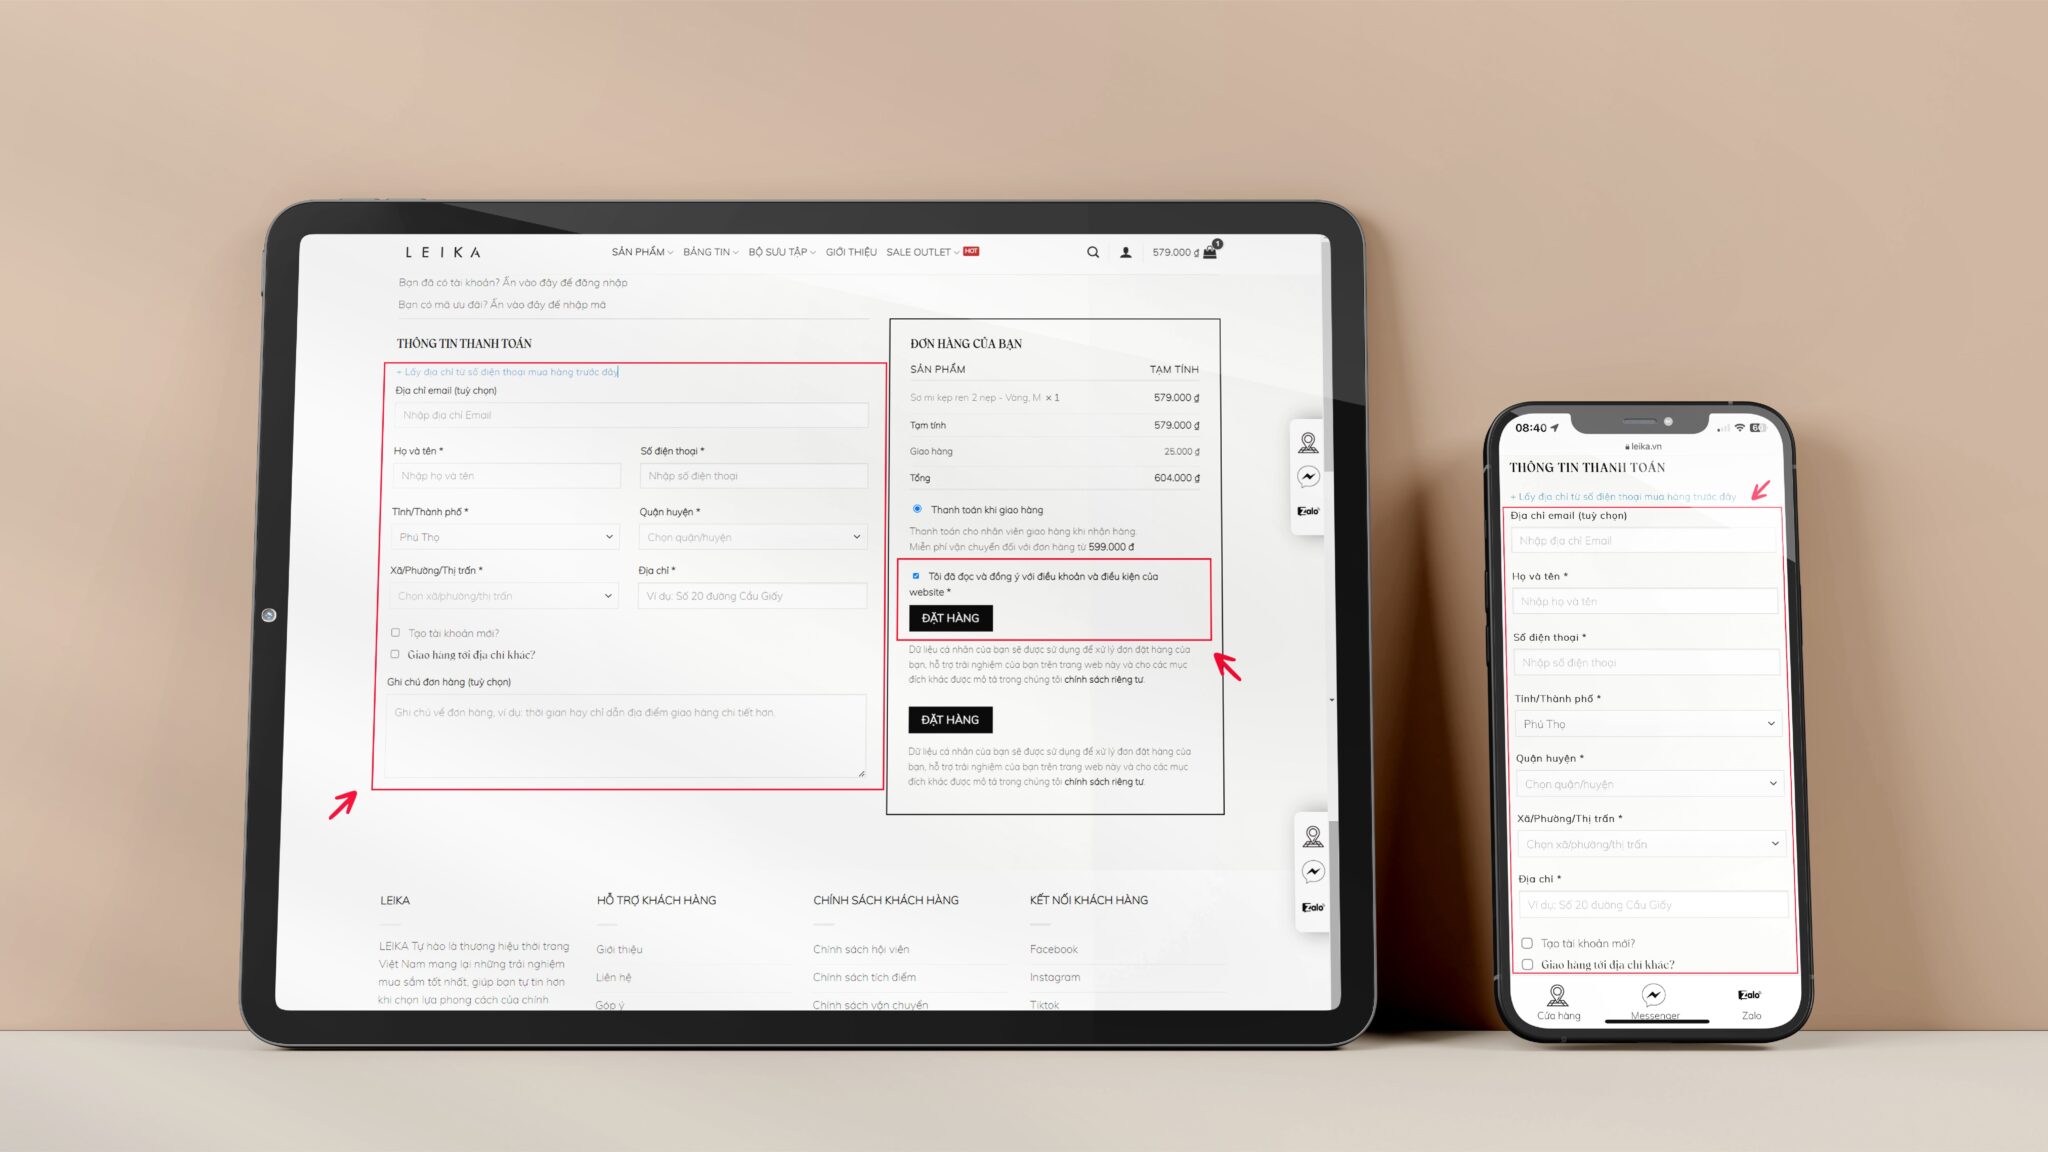 LEIKA
SẢN PHẨM BẢNG TIN BỘ SƯU TẬP GIỚI THIỆU SALE OUTLET HOT
579.000 ₫ 1
Bạn đã có tài khoản? Ấn vào đây để đăng nhập
Bạn có mã ưu đãi? Ấn vào đây để nhập mã
THÔNG TIN THANH TOÁN
+ Lấy địa chỉ từ số điện thoại mua hàng trước đây
Địa chỉ email (tuỳ chọn)
Nhập địa chỉ Email
Họ và tên * Số điện thoại *
Nhập họ và tên Nhập số điện thoại
Tỉnh/Thành phố * Quận huyện *
Phú Thọ Chọn quận/huyện
Xã/Phường/Thị trấn * Địa chỉ *
Chọn xã/phường/thị trấn Ví dụ: Số 20 đường Cầu Giấy
Tạo tài khoản mới?
Giao hàng tới địa chỉ khác?
Ghi chú đơn hàng (tuỳ chọn)
Ghi chú về đơn hàng, ví dụ: thời gian hay chỉ dẫn địa điểm giao hàng chi tiết hơn.
ĐƠN HÀNG CỦA BẠN
SẢN PHẨM TẠM TÍNH
Sơ mi kẹp ren 2 nẹp - Vàng, M × 1 579.000 ₫
Tạm tính 579.000 ₫
Giao hàng 25.000 ₫
Tổng 604.000 ₫
Thanh toán khi giao hàng
Thanh toán cho nhân viên giao hàng khi nhận hàng.
Miễn phí vận chuyển đối với đơn hàng từ 599.000 đ
Tôi đã đọc và đồng ý với điều khoản và điều kiện của
website *
ĐẶT HÀNG
Dữ liệu cá nhân của bạn sẽ được sử dụng để xử lý đơn đặt hàng của
bạn, hỗ trợ trải nghiệm của bạn trên trang web này và cho các mục
đích khác được mô tả trong chúng tôi chính sách riêng tư.
ĐẶT HÀNG
Dữ liệu cá nhân của bạn sẽ được sử dụng để xử lý đơn đặt hàng của
bạn, hỗ trợ trải nghiệm của bạn trên trang web này và cho các mục
đích khác được mô tả trong chúng tôi chính sách riêng tư.
Zalo
Zalo
LEIKA
LEIKA Tự hào là thương hiệu thời trang
Việt Nam mang lại những trải nghiệm
mua sắm tốt nhất, giúp bạn tự tin hơn
khi chọn lựa phong cách của chính
HỖ TRỢ KHÁCH HÀNG
Giới thiệu
Liên hệ
Góp ý
CHÍNH SÁCH KHÁCH HÀNG
Chính sách hội viên
Chính sách tích điểm
Chính sách vận chuyển
KẾT NỐI KHÁCH HÀNG
Facebook
Instagram
Tiktok
08:40
leika.vn
THÔNG TIN THANH TOÁN
+ Lấy địa chỉ từ số điện thoại mua hàng trước đây
Địa chỉ email (tuỳ chọn)
Nhập địa chỉ Email
Họ và tên *
Nhập họ và tên
Số điện thoại *
Nhập số điện thoại
Tỉnh/Thành phố *
Phú Thọ
Quận huyện *
Chọn quận/huyện
Xã/Phường/Thị trấn *
Chọn xã/phường/thị trấn
Địa chỉ *
Ví dụ: Số 20 đường Cầu Giấy
Tạo tài khoản mới?
Giao hàng tới địa chỉ khác?
Zalo
Cửa hàng Messenger Zalo